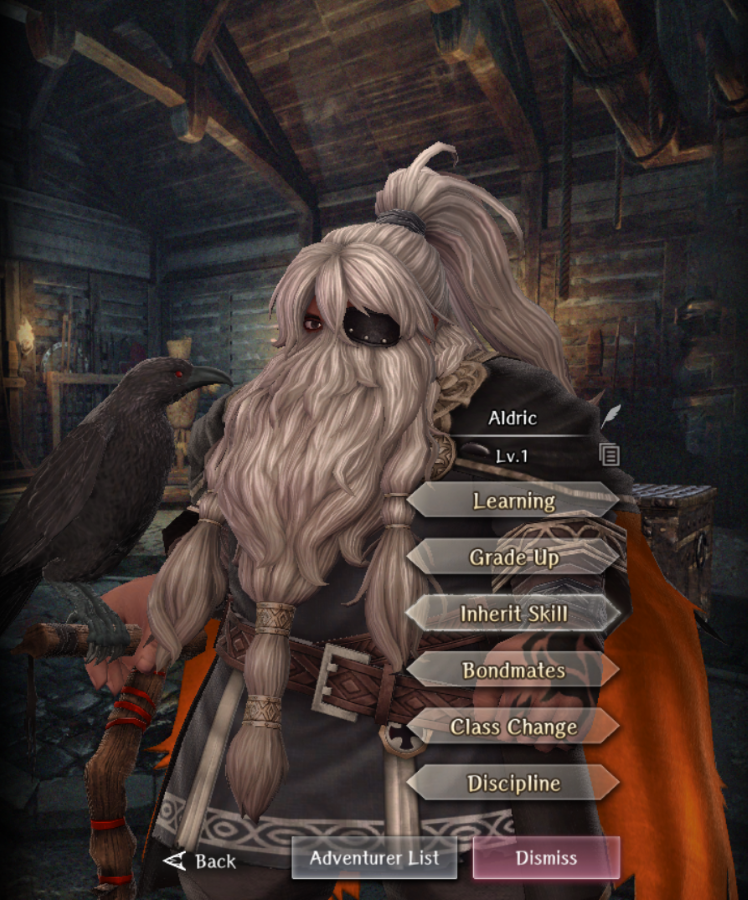 Aldric
Lv.1
Learning
Grade Up
Inherit Skill
Bondmates
Class Change
Discipline
Back
Adventurer List
Dismiss